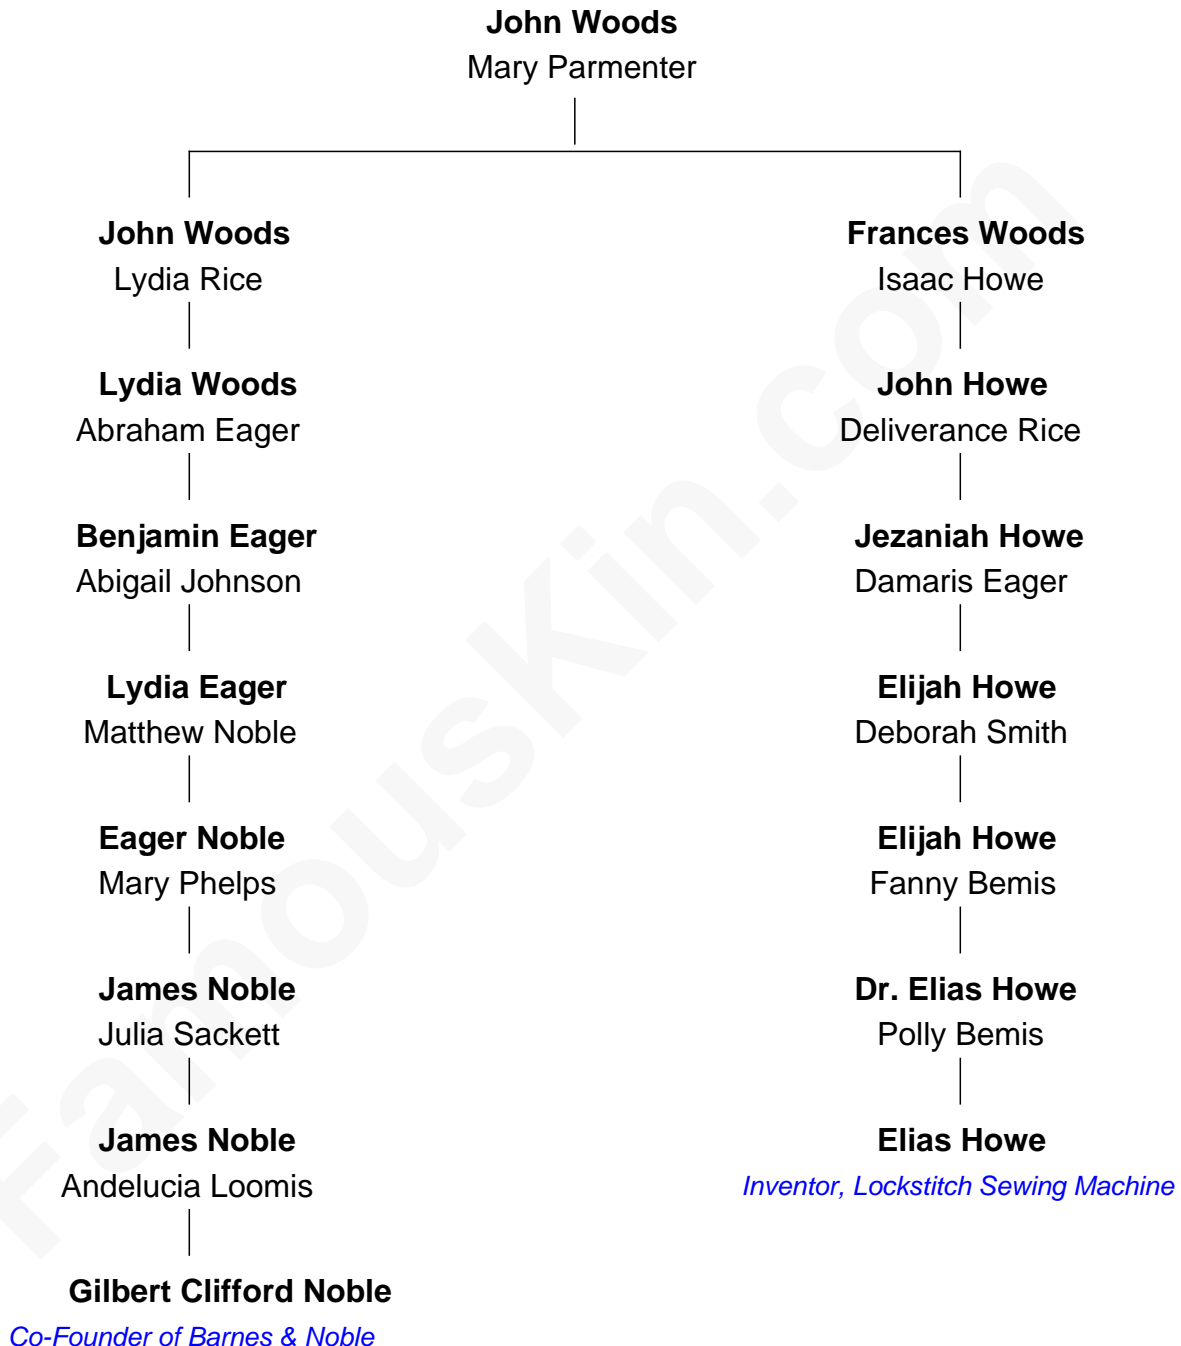 John Woods
Mary Parmenter
John Woods
Lydia Rice
Frances Woods
Isaac Howe
Lydia Woods
Abraham Eager
John Howe
Deliverance Rice
Benjamin Eager
Abigail Johnson
Jezaniah Howe
Damaris Eager
Lydia Eager
Matthew Noble
Elijah Howe
Deborah Smith
Eager Noble
Mary Phelps
Elijah Howe
Fanny Bemis
James Noble
Julia Sackett
Dr. Elias Howe
Polly Bemis
James Noble
Andelucia Loomis
Elias Howe
Inventor, Lockstitch Sewing Machine
Gilbert Clifford Noble
Co-Founder of Barnes & Noble
FamousKin.com